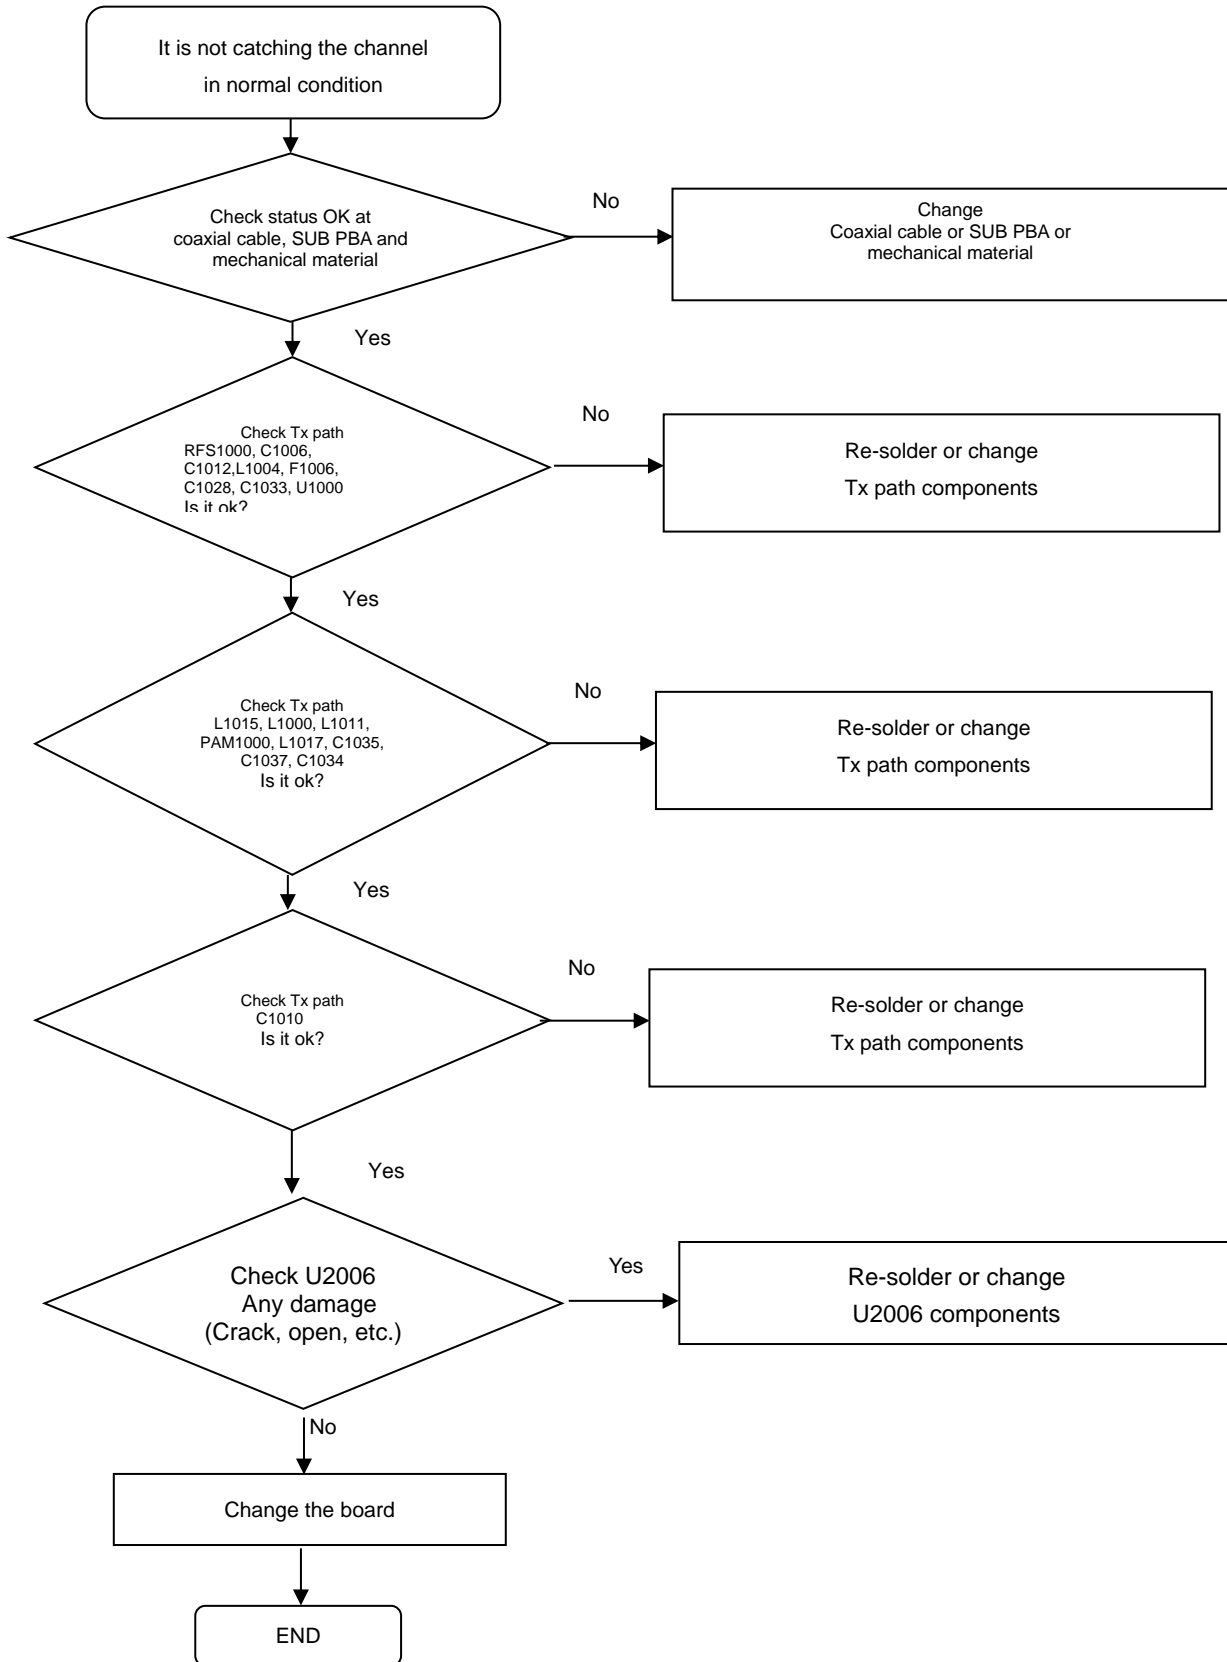 It is not catching the channel
in normal condition
Check status OK at
coaxial cable, SUB PBA and
mechanical material
No
Change
Coaxial cable or SUB PBA or
mechanical material
Yes
Check Tx path
RFS1000, C1006,
C1012,L1004, F1006,
C1028, C1033, U1000
Is it ok?
No
Re-solder or change
Tx path components
Yes
Check Tx path
L1015, L1000, L1011,
PAM1000, L1017, C1035,
C1037, C1034
Is it ok?
No
Re-solder or change
Tx path components
Yes
Check Tx path
C1010
Is it ok?
No
Re-solder or change
Tx path components
Yes
Check U2006
Any damage
(Crack, open, etc.)
Yes
Re-solder or change
U2006 components
No
Change the board
END